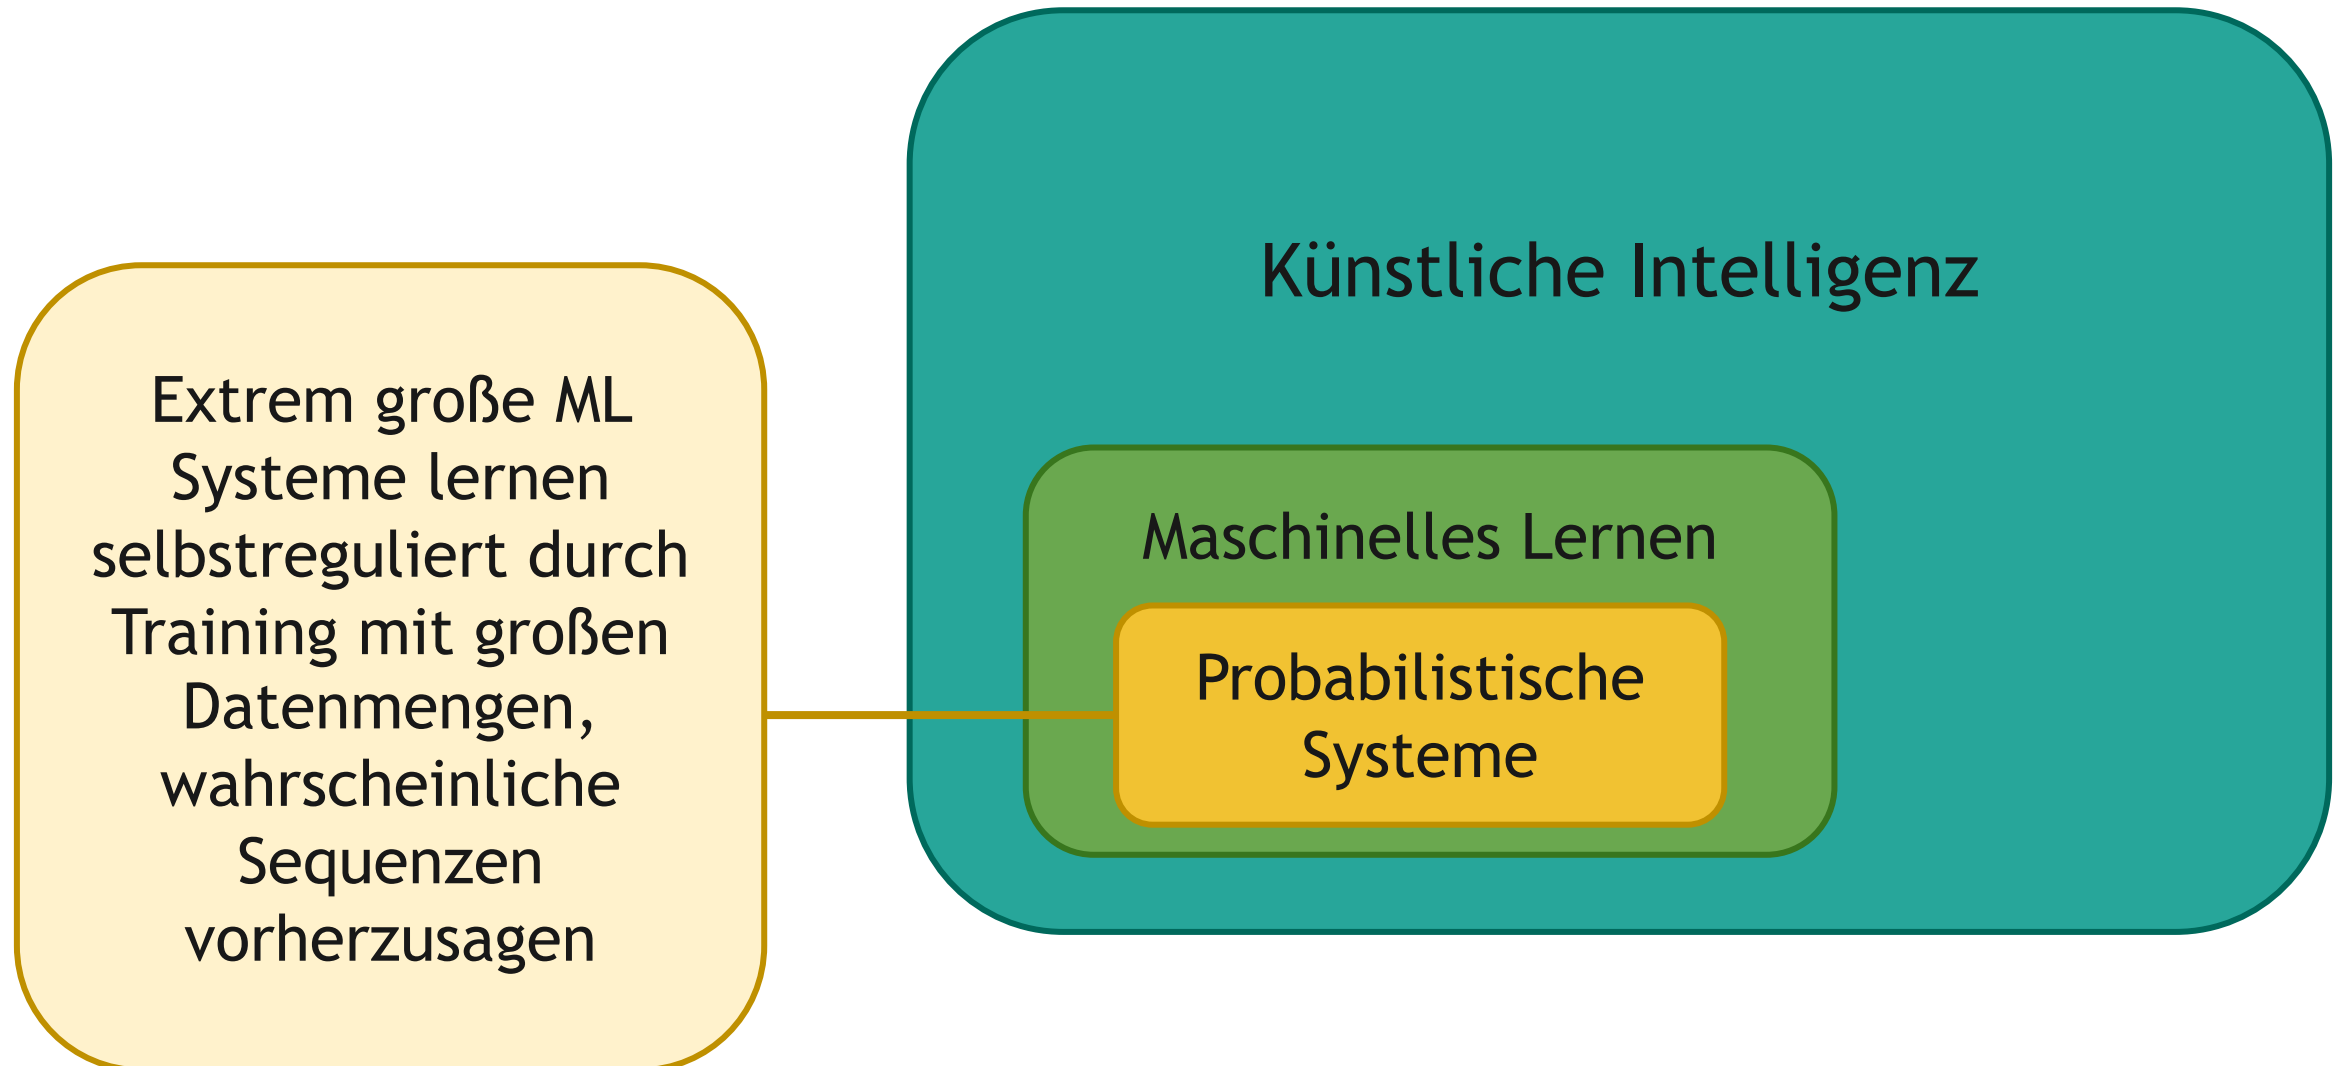 Künstliche Intelligenz
Extrem große ML
Systeme lernen
selbstreguliert durch
Training mit großen
Datenmengen,
wahrscheinliche
Sequenzen
vorherzusagen
Maschinelles Lernen
Probabilistische
Systeme